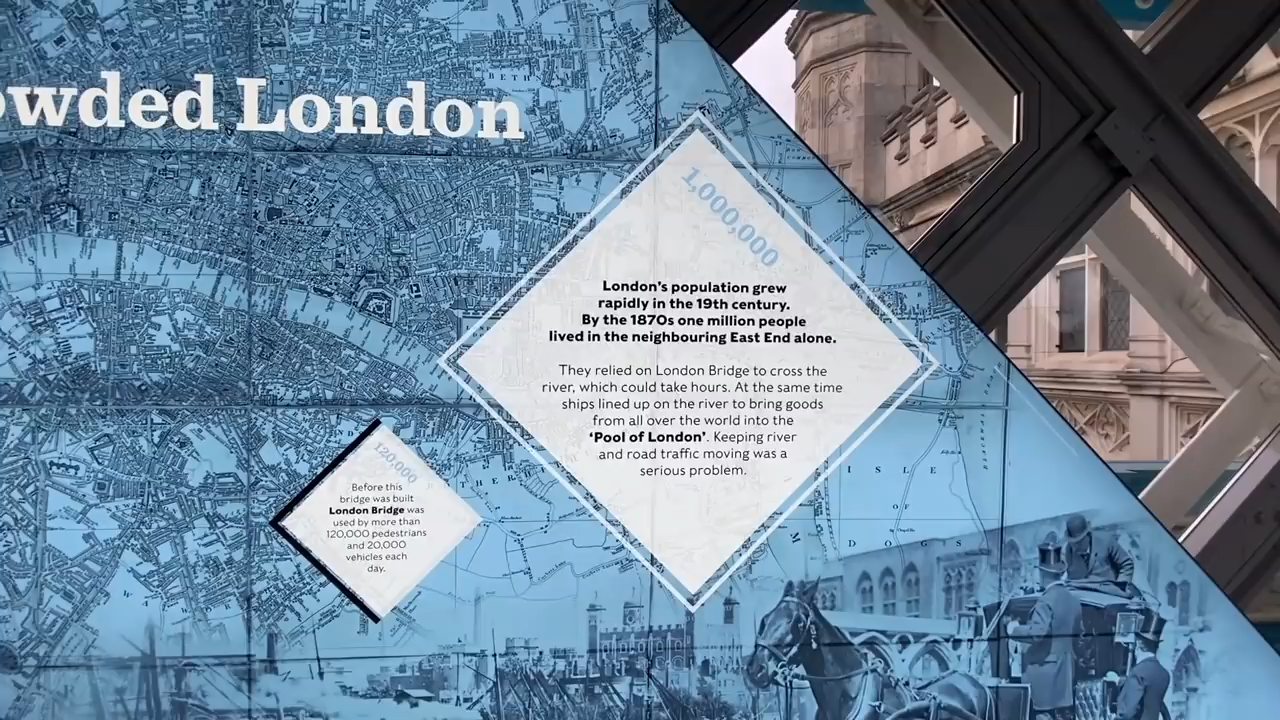 owded London
1,000,000
London's population grew
rapidly in the 19th century.
By the 1870s one million people
lived in the neighbouring East End alone.
They relied on London Bridge to cross the
river, which could take hours. At the same time
ships lined up on the river to bring goods
from all over the world into the
'Pool of London'. Keeping river
and road traffic moving was a
serious problem.
120,000
Before this
bridge was built
London Bridge was
used by more than
120,000 pedestrians
and 20,000
vehicles each
day.
ISLE
OF
DOGS